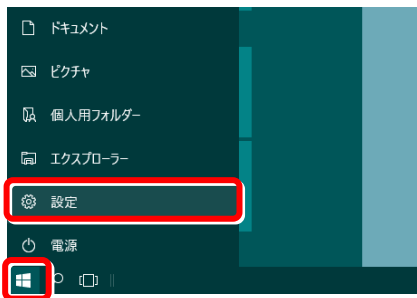 ドキュメント
ピクチャ
個人用フォルダー
エクスプローラー
設定
電源